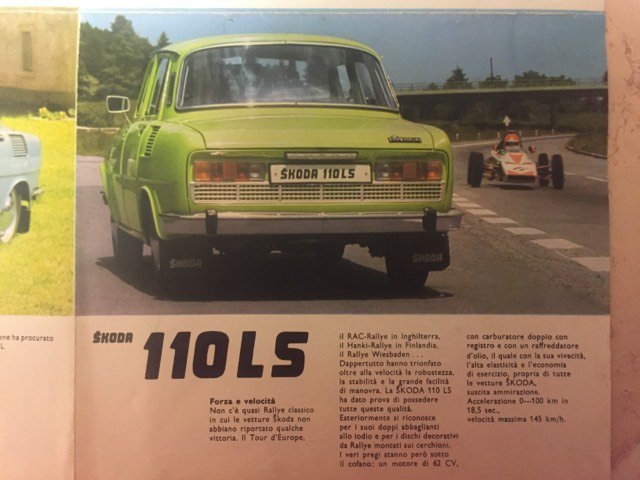 ŠKODA 110LS
ŠKODA
ŠKODA
one ha procurato
L
ŠKODA 110LS
Forza e velocità
Non c'è quasi Rallye classico
in cui le vetture Škoda non
abbiano riportato qualche
vittoria. Il Tour d'Europe,
il RAC-Rallye in Inghilterra,
il Hanki-Rallye in Finlandia,
il Rallye Wiesbaden...
Dappertutto hanno trionfato
oltre alla velocità la robustezza,
la stabilità e la grande facilità
di manovra. La ŠKODA 110 LS
ha dato prova di possedere
tutte queste qualità.
Esteriormente si riconosce
per i suoi doppi abbaglianti
allo iodio e per i dischi decorativi
da Rallye montati sui cerchioni.
I veri pregi stanno però sotto
il cofano: un motore di 62 CV,
con carburatore doppio con
registro e con un raffreddatore
d'olio, il quale con la sua vivacità,
l'alta elasticità e l'economia
di esercizio, propria di tutte
le vetture ŠKODA,
suscita ammirazione.
Accelerazione 0—100 km in
18,5 sec.,
velocità massima 145 km/h.